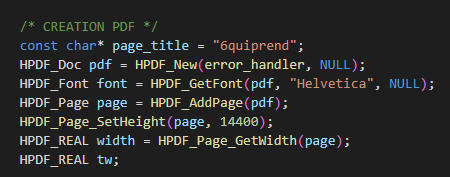 /* CREATION PDF */
const char* page_title = "6quiprend";
HPDF_Doc pdf = HPDF_New(error_handler, NULL);
HPDF_Font font = HPDF_GetFont(pdf, "Helvetica", NULL);
HPDF_Page page = HPDF_AddPage(pdf);
HPDF_Page_SetHeight(page, 14400);
HPDF_REAL width = HPDF_Page_GetWidth(page);
HPDF_REAL tw;